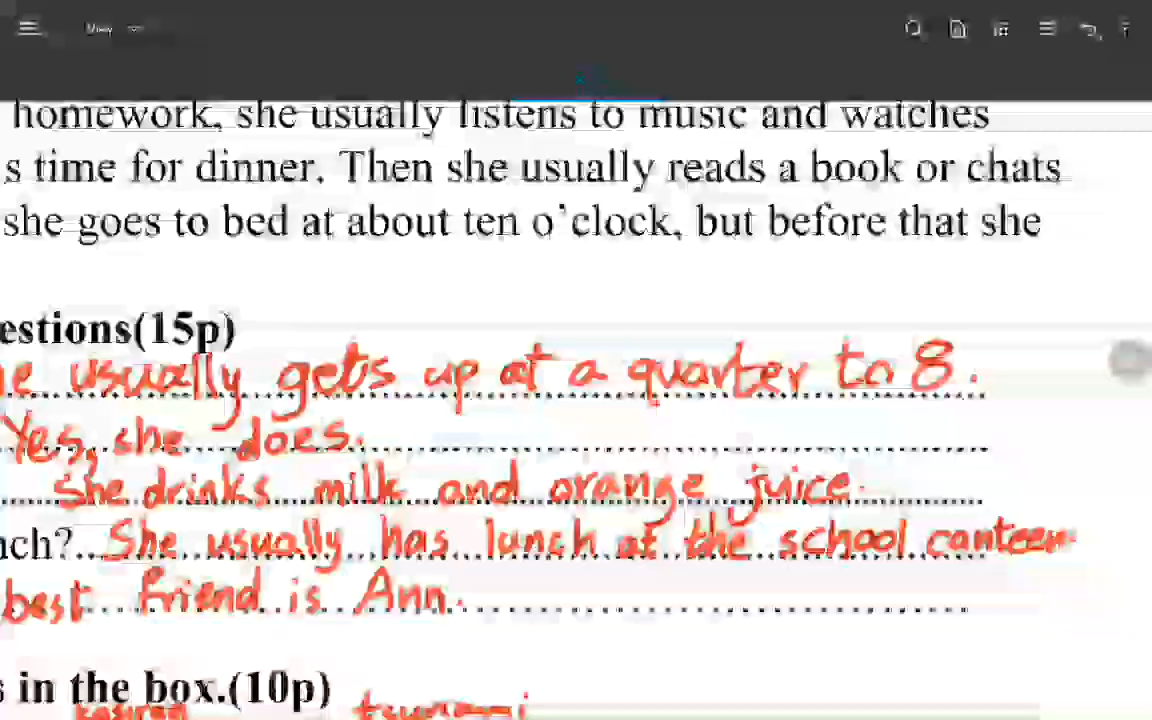 View
homework, she usually listens to music and watches
s time for dinner. Then she usually reads a book or chats
she goes to bed at about ten o'clock, but before that she
estions(15p)
e usually gets up at a quarter to 8.
Yes, she does.
She drinks milk and orange juice.
ch? She usually has lunch at the school canteen.
best friend is Ann.
s in the box.(10p)
tsunami